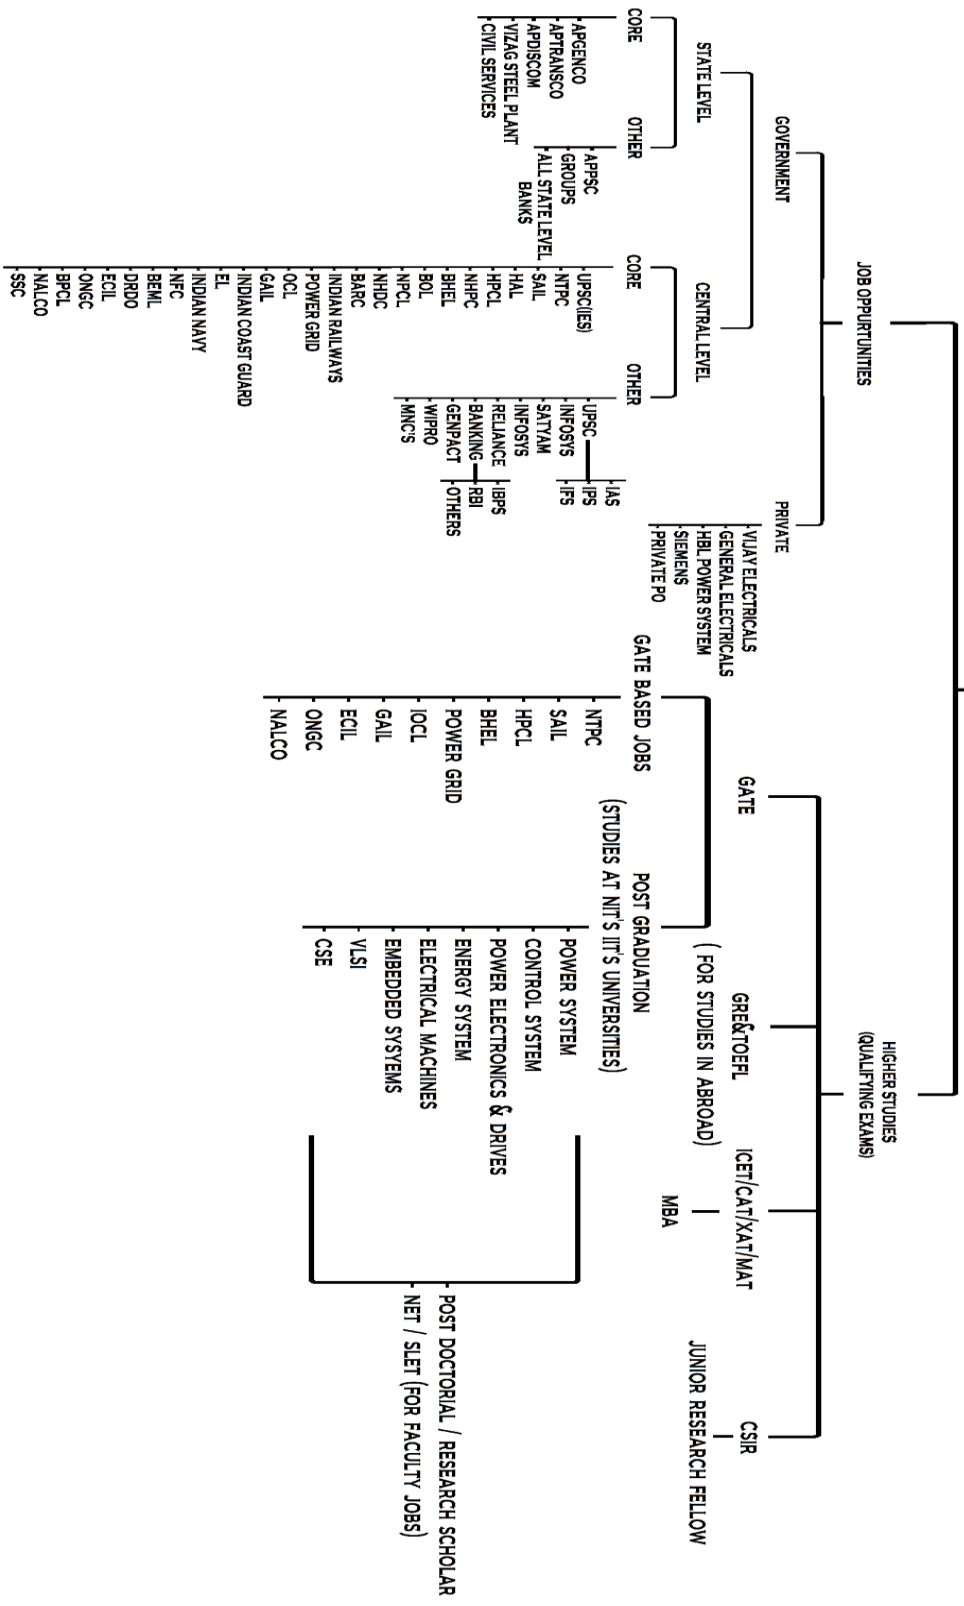 JOB OPPURTUNITIES
HIGHER STUDIES
(QUALIFYING EXAMS)
GOVERNMENT
PRIVATE
VIJAY ELECTRICALS
GENERAL ELECTRICALS
HBL POWER SYSTEM
SIEMENS
PRIVATE PO
STATE LEVEL
CENTRAL LEVEL
CORE
APGENCO
APTRANSCO
APDISCOM
VIZAG STEEL PLANT
CIVIL SERVICES
OTHER
APPSC
GROUPS
ALL STATE LEVEL
BANKS
CORE
UPSC(IES)
NTPC
SAIL
HAL
HPCL
NHPC
BHEL
BOL
NPCL
NHDC
BARC
INDIAN RAILWAYS
POWER GRID
OCL
GAIL
INDIAN COAST GUARD
EL
INDIAN NAVY
NFC
BEML
DRDO
ECIL
ONGC
BPCL
NALCO
SSC
OTHER
UPSC
IAS
IPS
IFS
INFOSYS
SATYAM
INFOSYS
RELIANCE
BANKING
IBPS
RBI
OTHERS
GENPACT
WIPRO
MNC'S
GATE
GRE&TOEFL
( FOR STUDIES IN ABROAD)
ICET/CAT/XAT/MAT
MBA
CSIR
JUNIOR RESEARCH FELLOW
GATE BASED JOBS
NTPC
SAIL
HPCL
BHEL
POWER GRID
IOCL
GAIL
ECIL
ONGC
NALCO
POST GRADUATION
(STUDIES AT NIT'S IIT'S UNIVERSITIES)
POWER SYSTEM
CONTROL SYSTEM
POWER ELECTRONICS & DRIVES
ENERGY SYSTEM
ELECTRICAL MACHINES
EMBEDDED SYSYEMS
VLSI
CSE
POST DOCTORIAL / RESEARCH SCHOLAR
NET / SLET (FOR FACULTY JOBS)